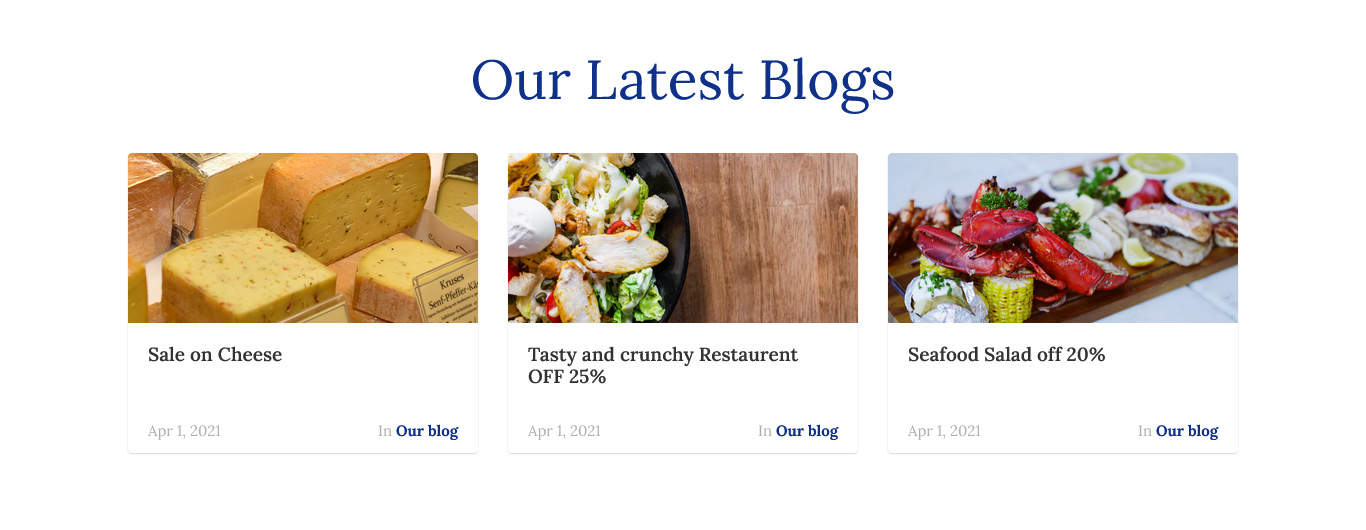 Our Latest Blogs
Kruses
Senf-Pfeffer-Kä
Sale on Cheese
Apr 1, 2021
In Our blog
Tasty and crunchy Restaurent
OFF 25%
Apr 1, 2021
In Our blog
Seafood Salad off 20%
Apr 1, 2021
In Our blog